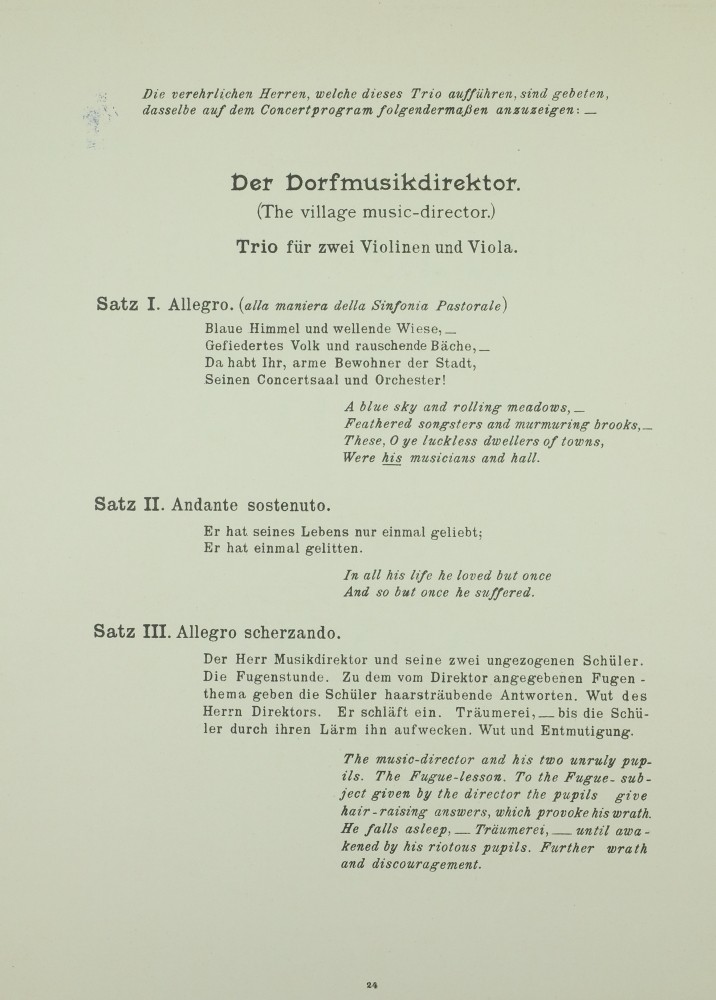 Die verehrlichen Herren, welche dieses Trio aufführen, sind gebeten,
dasselbe auf dem Concertprogram folgendermaßen anzuzeigen: —
Der Dorfmusikdirektor.
(The village music-director.)
Trio für zwei Violinen und Viola.
Satz I. Allegro. (alla maniera della Sinfonia Pastorale)
Blaue Himmel und wellende Wiese, —
Gefiedertes Volk und rauschende Bäche, —
Da habt Ihr, arme Bewohner der Stadt,
Seinen Concertsaal und Orchester!
A blue sky and rolling meadows, —
Feathered songsters and murmuring brooks, —
These, O ye luckless dwellers of towns,
Were his musicians and hall.
Satz II. Andante sostenuto.
Er hat seines Lebens nur einmal geliebt;
Er hat einmal gelitten.
In all his life he loved but once
And so but once he suffered.
Satz III. Allegro scherzando.
Der Herr Musikdirektor und seine zwei ungezogenen Schüler.
Die Fugenstunde. Zu dem vom Direktor angegebenen Fugen-
thema geben die Schüler haarsträubende Antworten. Wut des
Herrn Direktors. Er schläft ein. Träumerei, — bis die Schü-
ler durch ihren Lärm ihn aufwecken. Wut und Entmutigung.
The music-director and his two unruly pup-
ils. The Fugue-lesson. To the Fugue-sub-
ject given by the director the pupils give
hair-raising answers, which provoke his wrath.
He falls asleep, — Träumerei, — until awa-
kened by his riotous pupils. Further wrath
and discouragement.
24